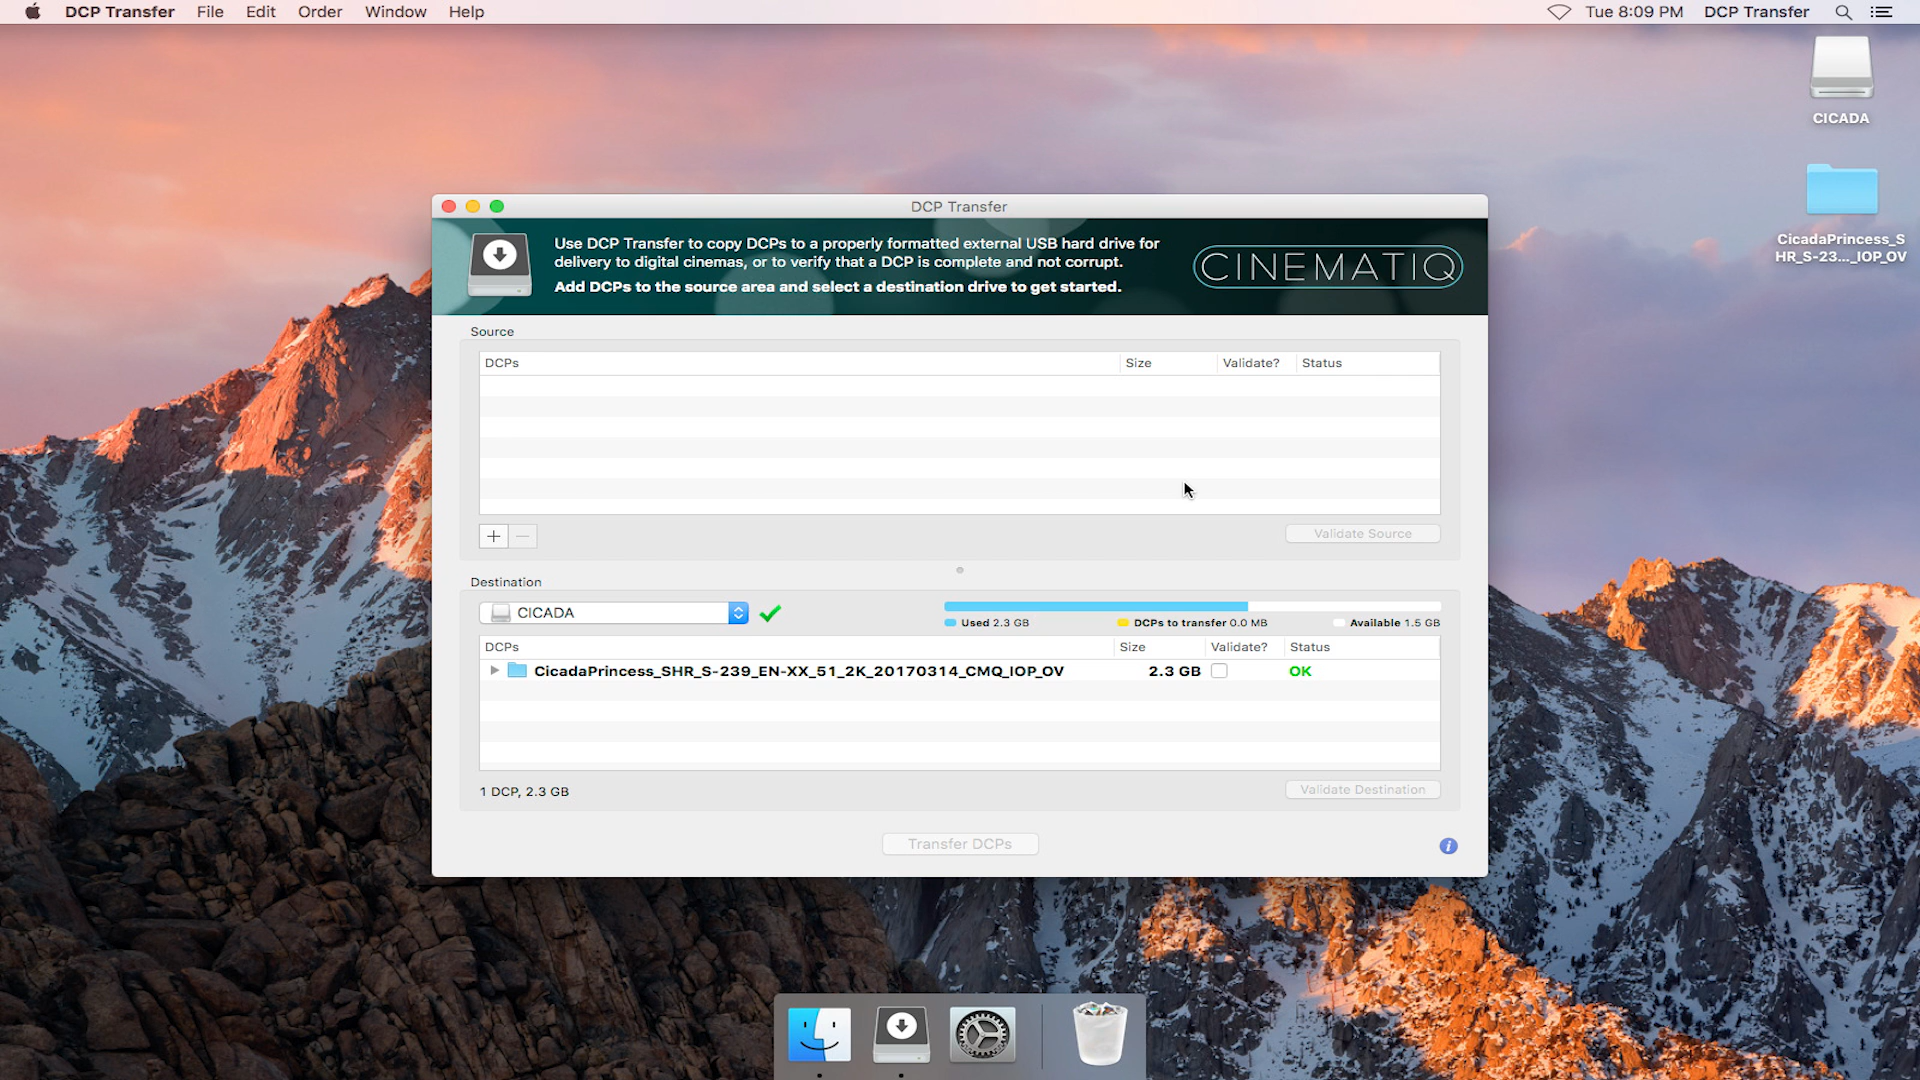 DCP Transfer File Edit Order Window Help Tue 8:09 PM DCP Transfer
CICADA
CicadaPrincess_S
HR_S-23..._IOP_OV
DCP Transfer
Use DCP Transfer to copy DCPs to a properly formatted external USB hard drive for
delivery to digital cinemas, or to verify that a DCP is complete and not corrupt.
Add DCPs to the source area and select a destination drive to get started.
CINEMATIQ
Source
DCPs Size Validate? Status
Validate Source
Destination
CICADA
Used 2.3 GB DCPs to transfer 0.0 MB Available 1.5 GB
DCPs Size Validate? Status
CicadaPrincess_SHR_S-239_EN-XX_51_2K_20170314_CMQ_IOP_OV 2.3 GB OK
1 DCP, 2.3 GB
Validate Destination
Transfer DCPs